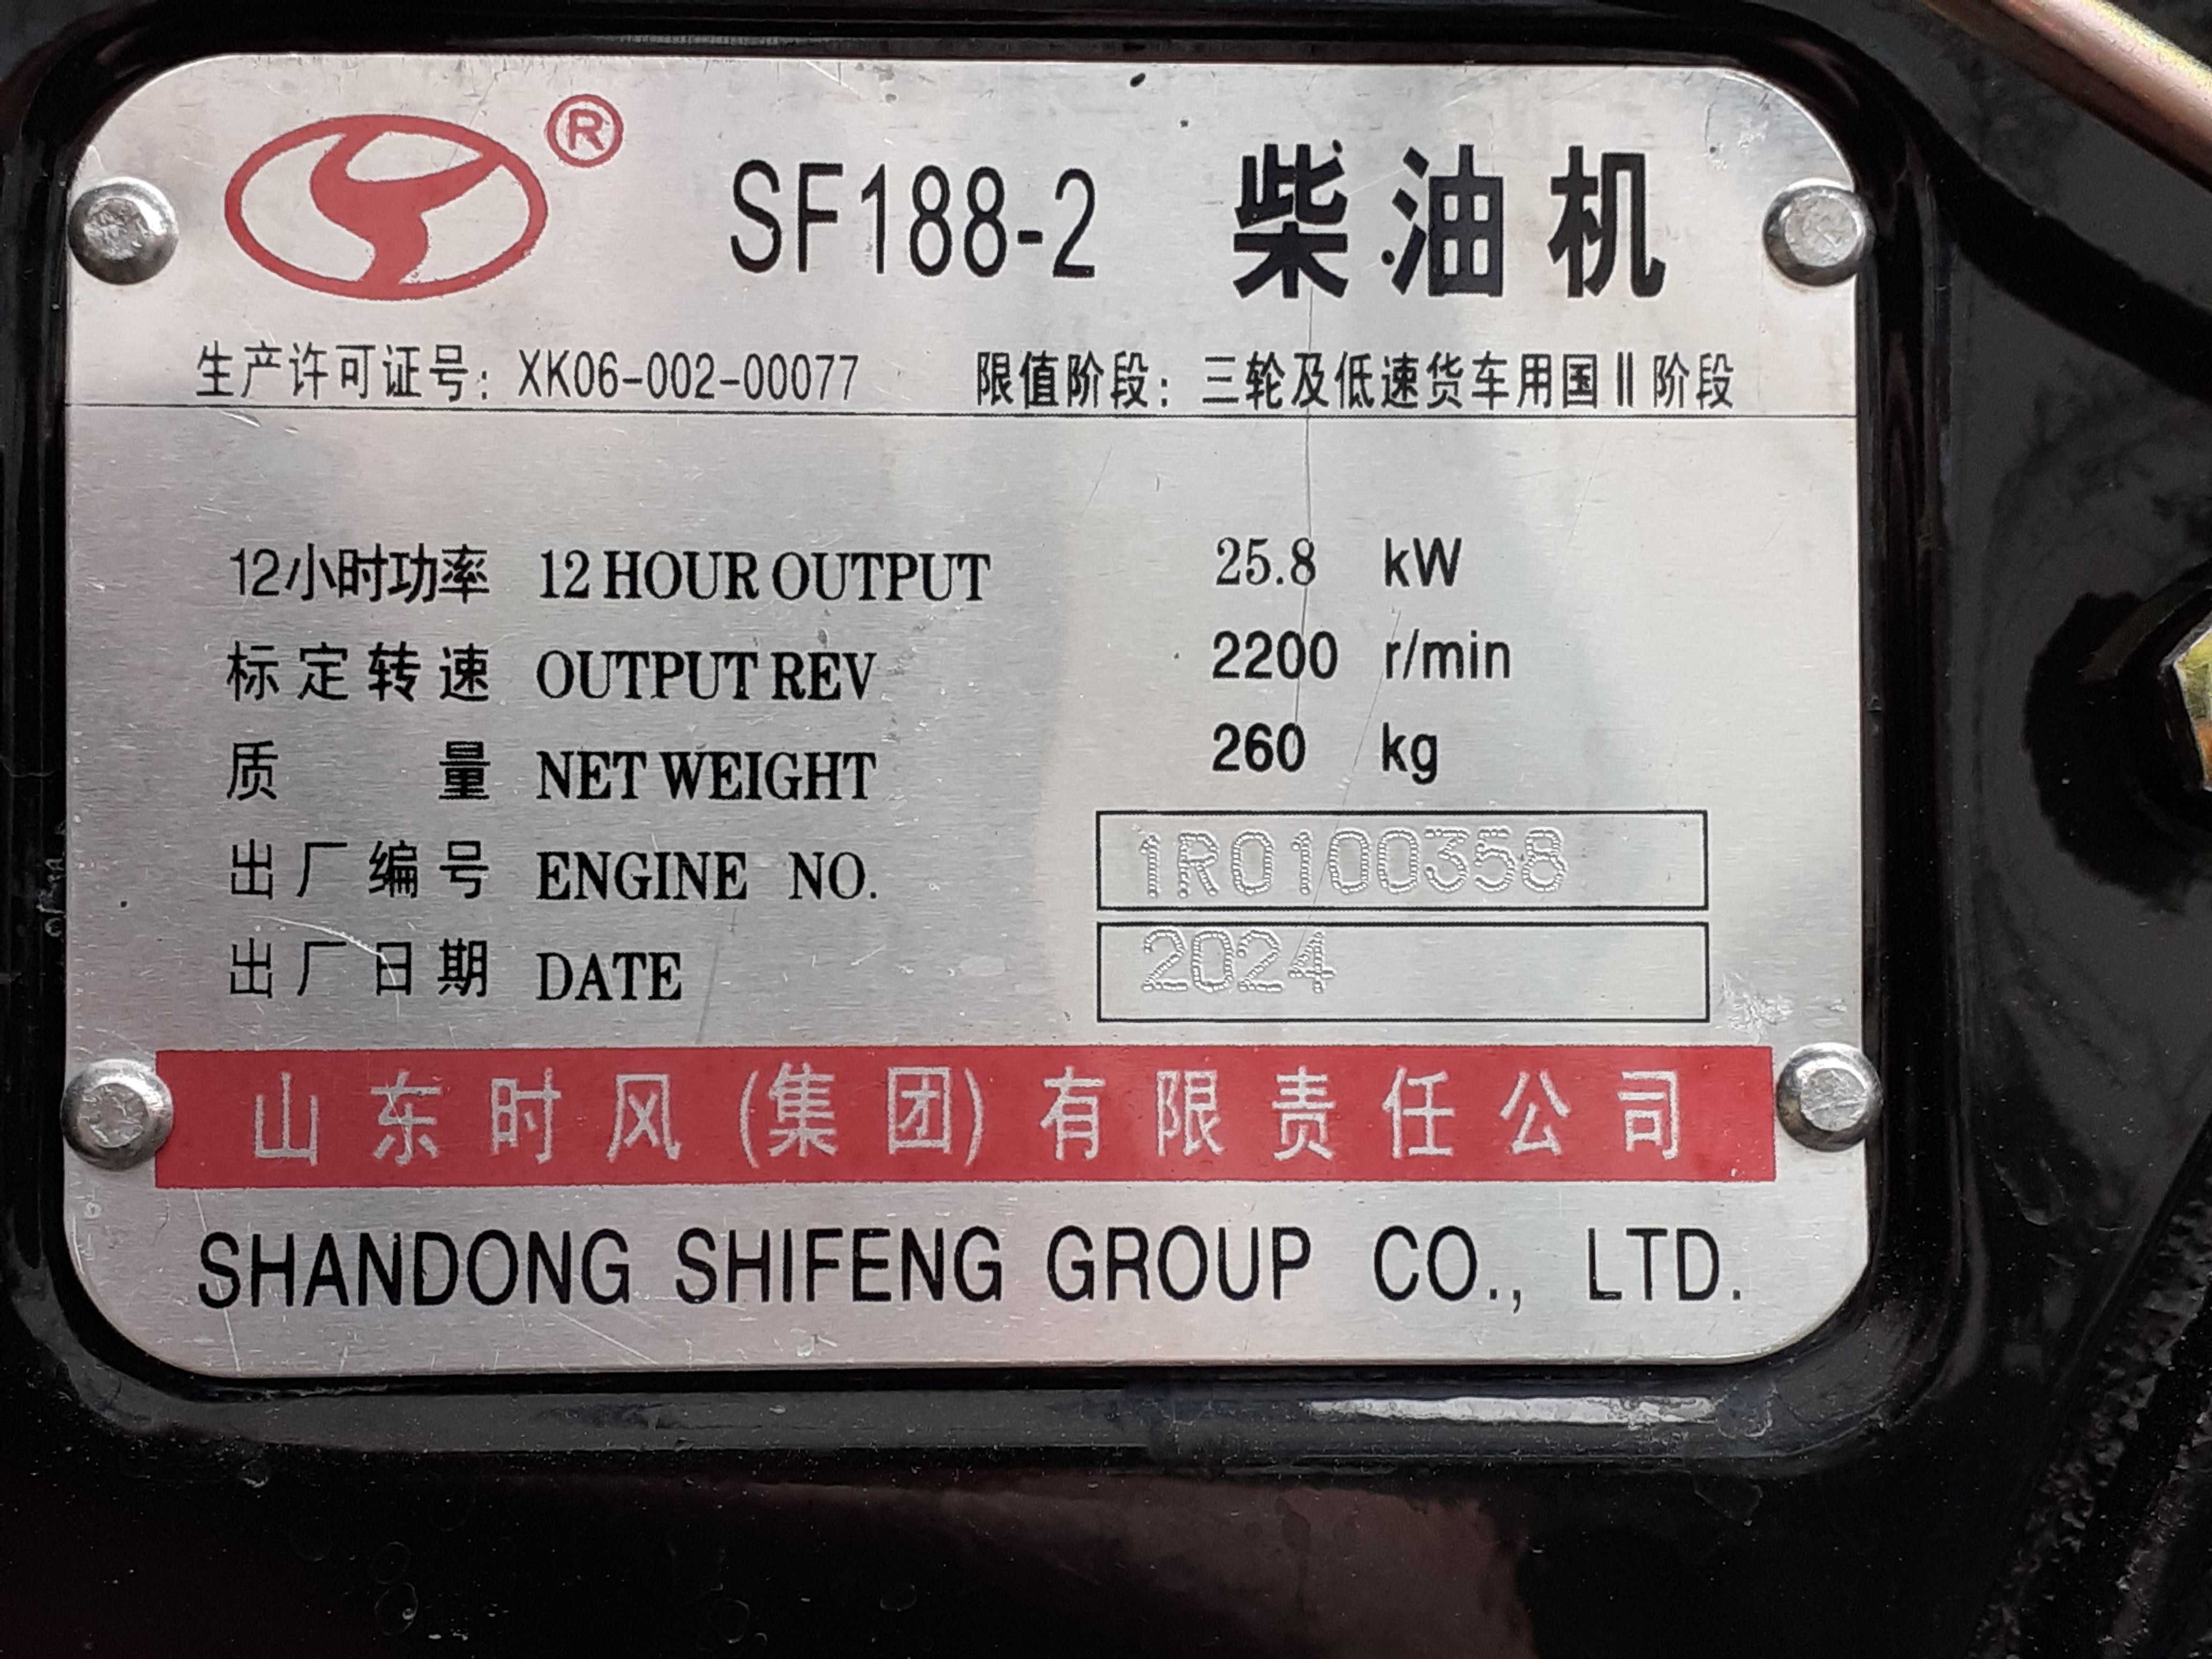 ® SF188-2 柴油机
生产许可证号: XK06-002-00077 限值阶段: 三轮及低速货车用国Ⅱ阶段
12小时功率 12 HOUR OUTPUT 25.8 kW
标定转速 OUTPUT REV 2200 r/min
质量 NET WEIGHT 260 kg
出厂编号 ENGINE NO. 1R0100358
出厂日期 DATE 2024
山东时风(集团)有限责任公司
SHANDONG SHIFENG GROUP CO., LTD.